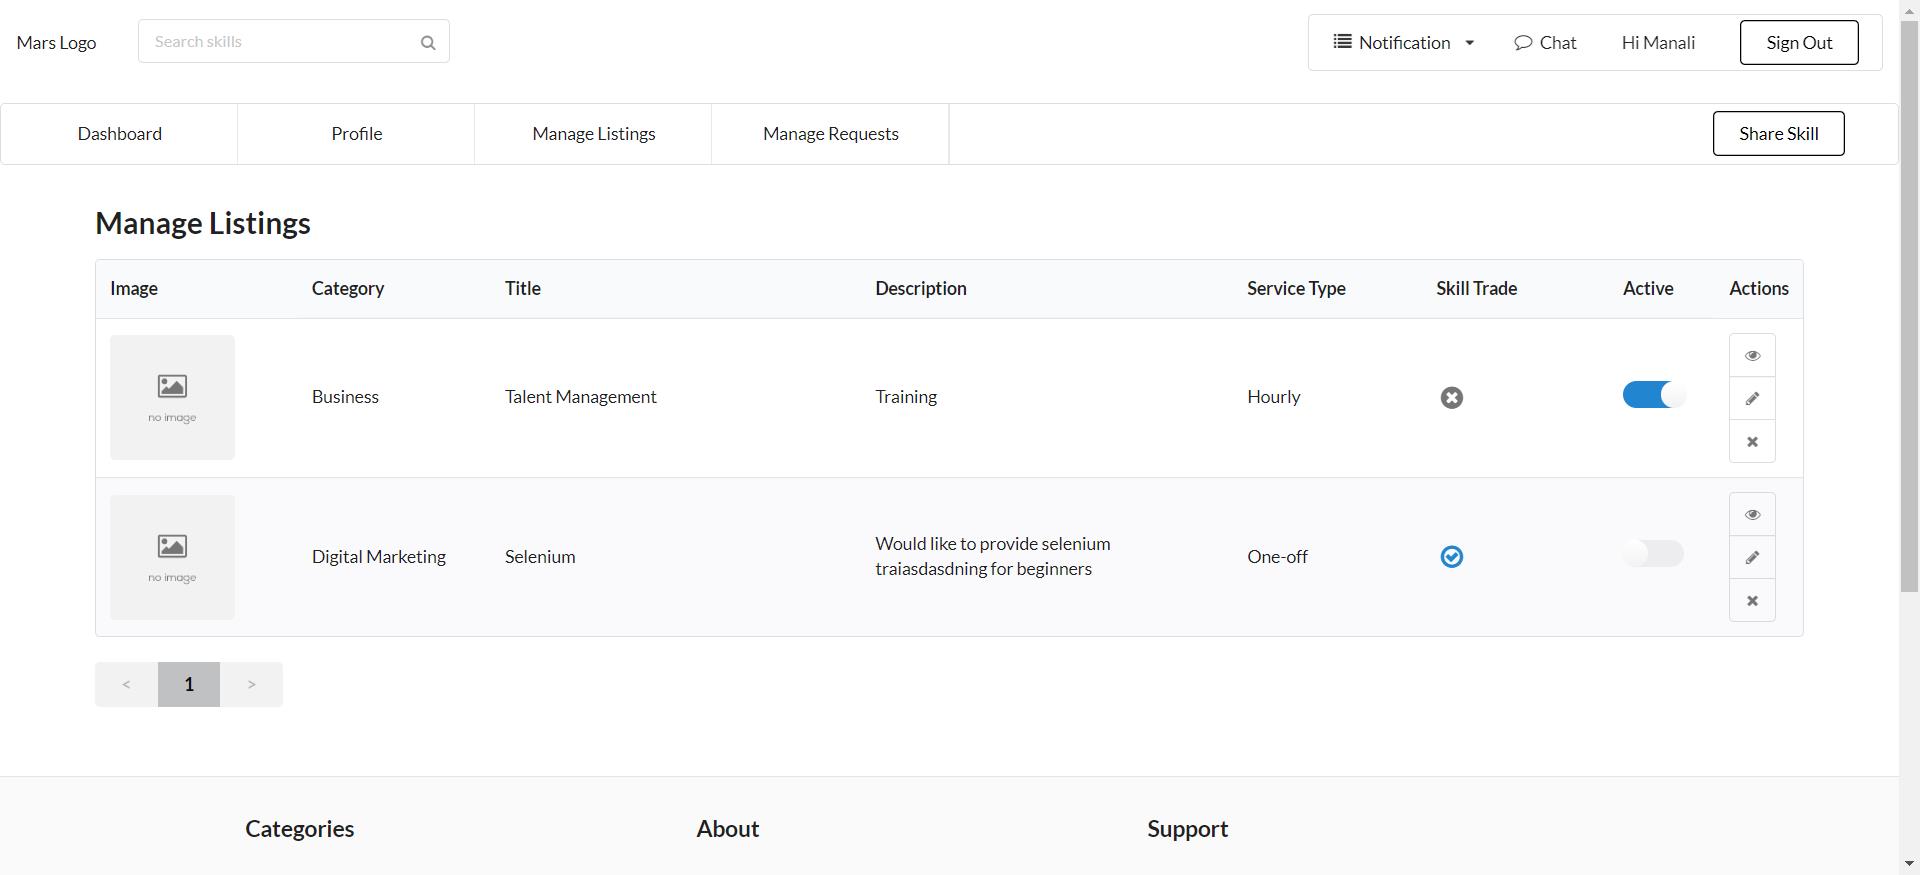 Mars Logo
Search skills
Notification
Chat
Hi Manali
Sign Out
Dashboard
Profile
Manage Listings
Manage Requests
Share Skill
Manage Listings
Image Category Title Description Service Type Skill Trade Active Actions
no image
Business Talent Management Training Hourly
no image
Digital Marketing Selenium
Would like to provide selenium
traiasdasdning for beginners
One-off
< 1 >
Categories About Support